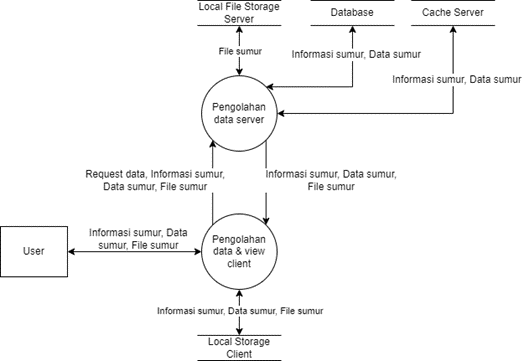 Local File Storage
Server
Database
Cache Server
File sumur
Informasi sumur, Data sumur
Informasi sumur, Data sumur
Pengolahan
data server
Request data, Informasi sumur,
Data sumur, File sumur
Informasi sumur, Data sumur,
File sumur
User
Informasi sumur, Data
sumur, File sumur
Pengolahan
data & view
client
Informasi sumur, Data sumur, File sumur
Local Storage
Client